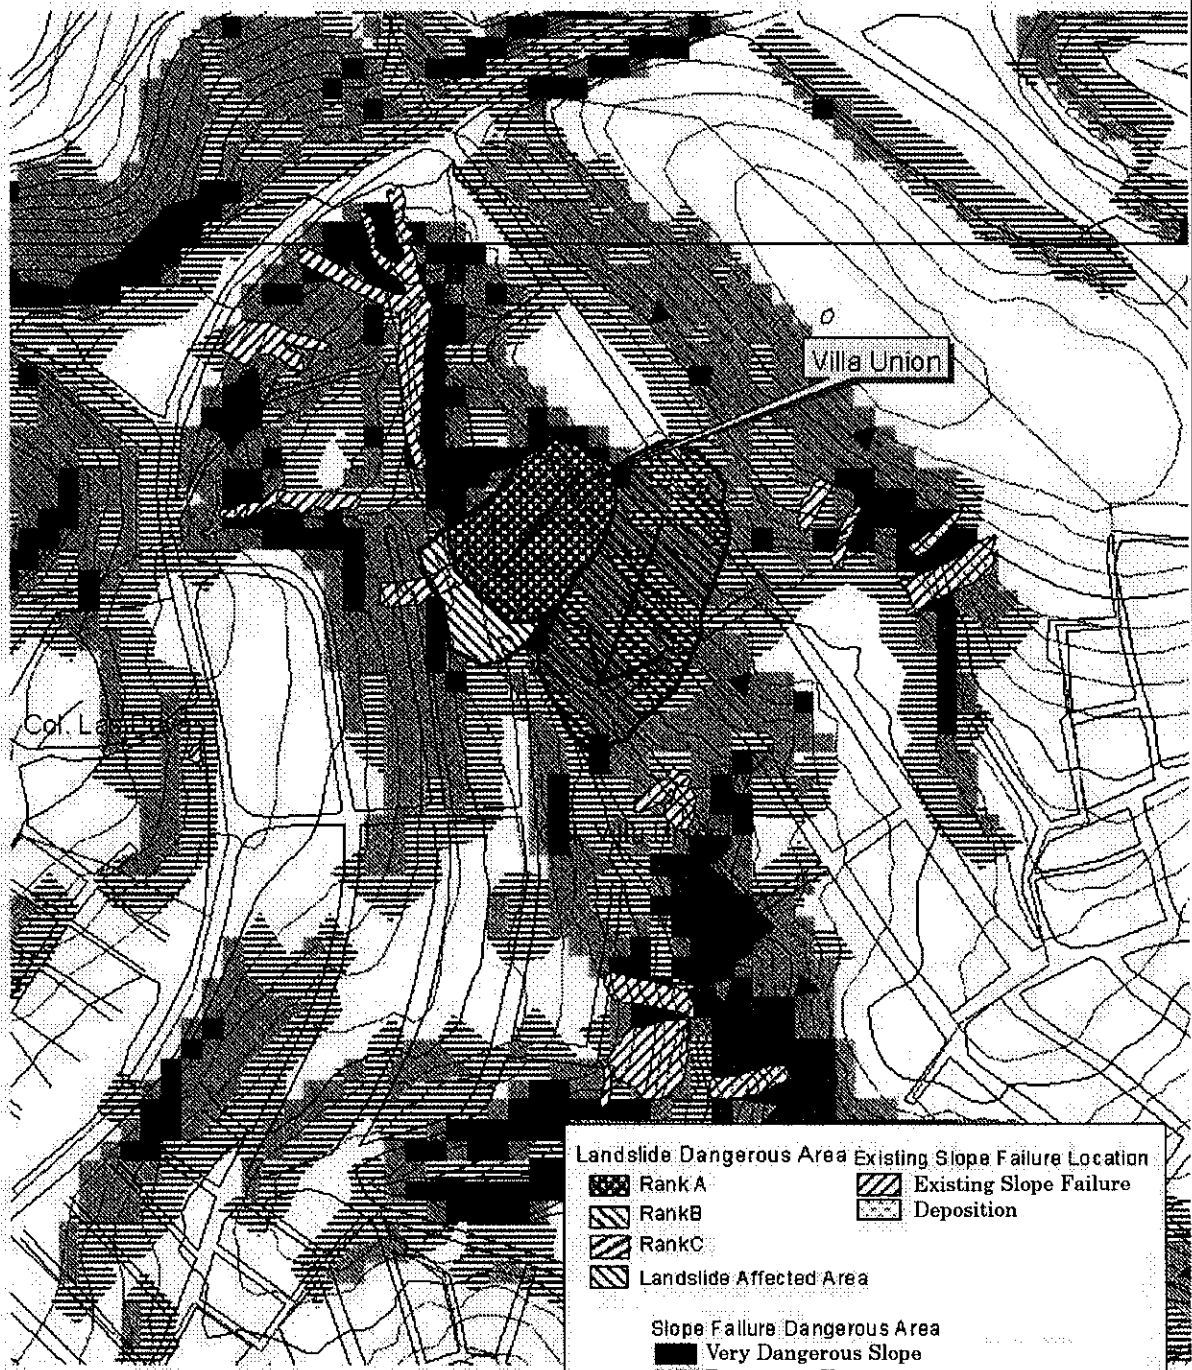 Villa Union
Landslide Dangerous Area
Rank A
RankB
RankC
Landslide Affected Area
Existing Slope Failure Location
Existing Slope Failure
Deposition
Slope Failure Dangerous Area
Very Dangerous Slope